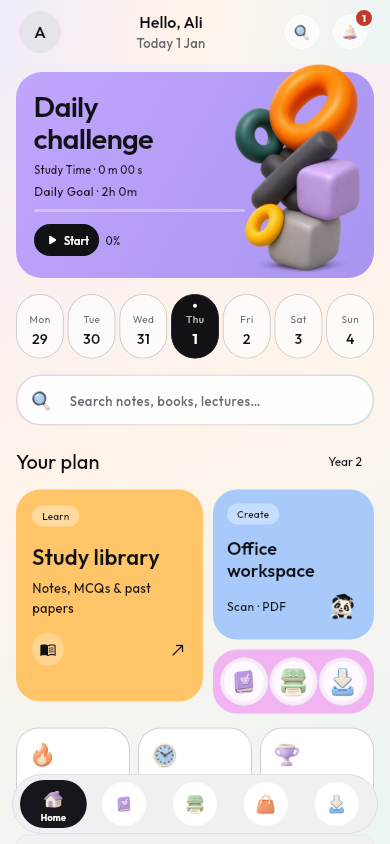 A
Hello, Ali
Today 1 Jan
1
Daily
challenge
Study Time · 0 m 00 s
Daily Goal · 2h 0m
Start
0%
Mon
29
Tue
30
Wed
31
Thu
1
Fri
2
Sat
3
Sun
4
Search notes, books, lectures...
Your plan
Year 2
Learn
Study library
Notes, MCQs & past
papers
Create
Office
workspace
Scan · PDF
Home